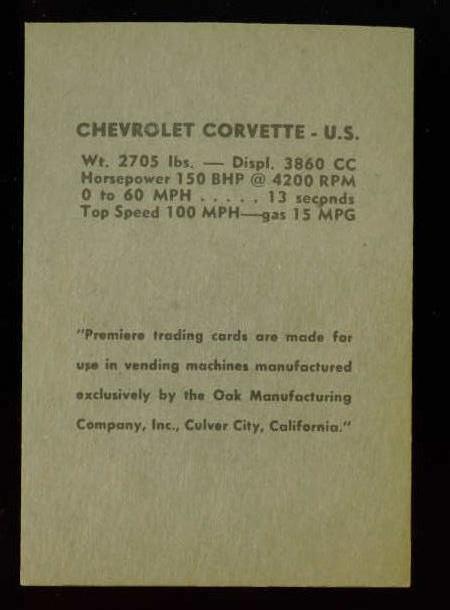 CHEVROLET CORVETTE - U.S.
Wt. 2705 lbs. — Displ. 3860 CC
Horsepower 150 BHP @ 4200 RPM
0 to 60 MPH . . . . . 13 seconds
Top Speed 100 MPH—gas 15 MPG
"Premiere trading cards are made for
use in vending machines manufactured
exclusively by the Oak Manufacturing
Company, Inc., Culver City, California."